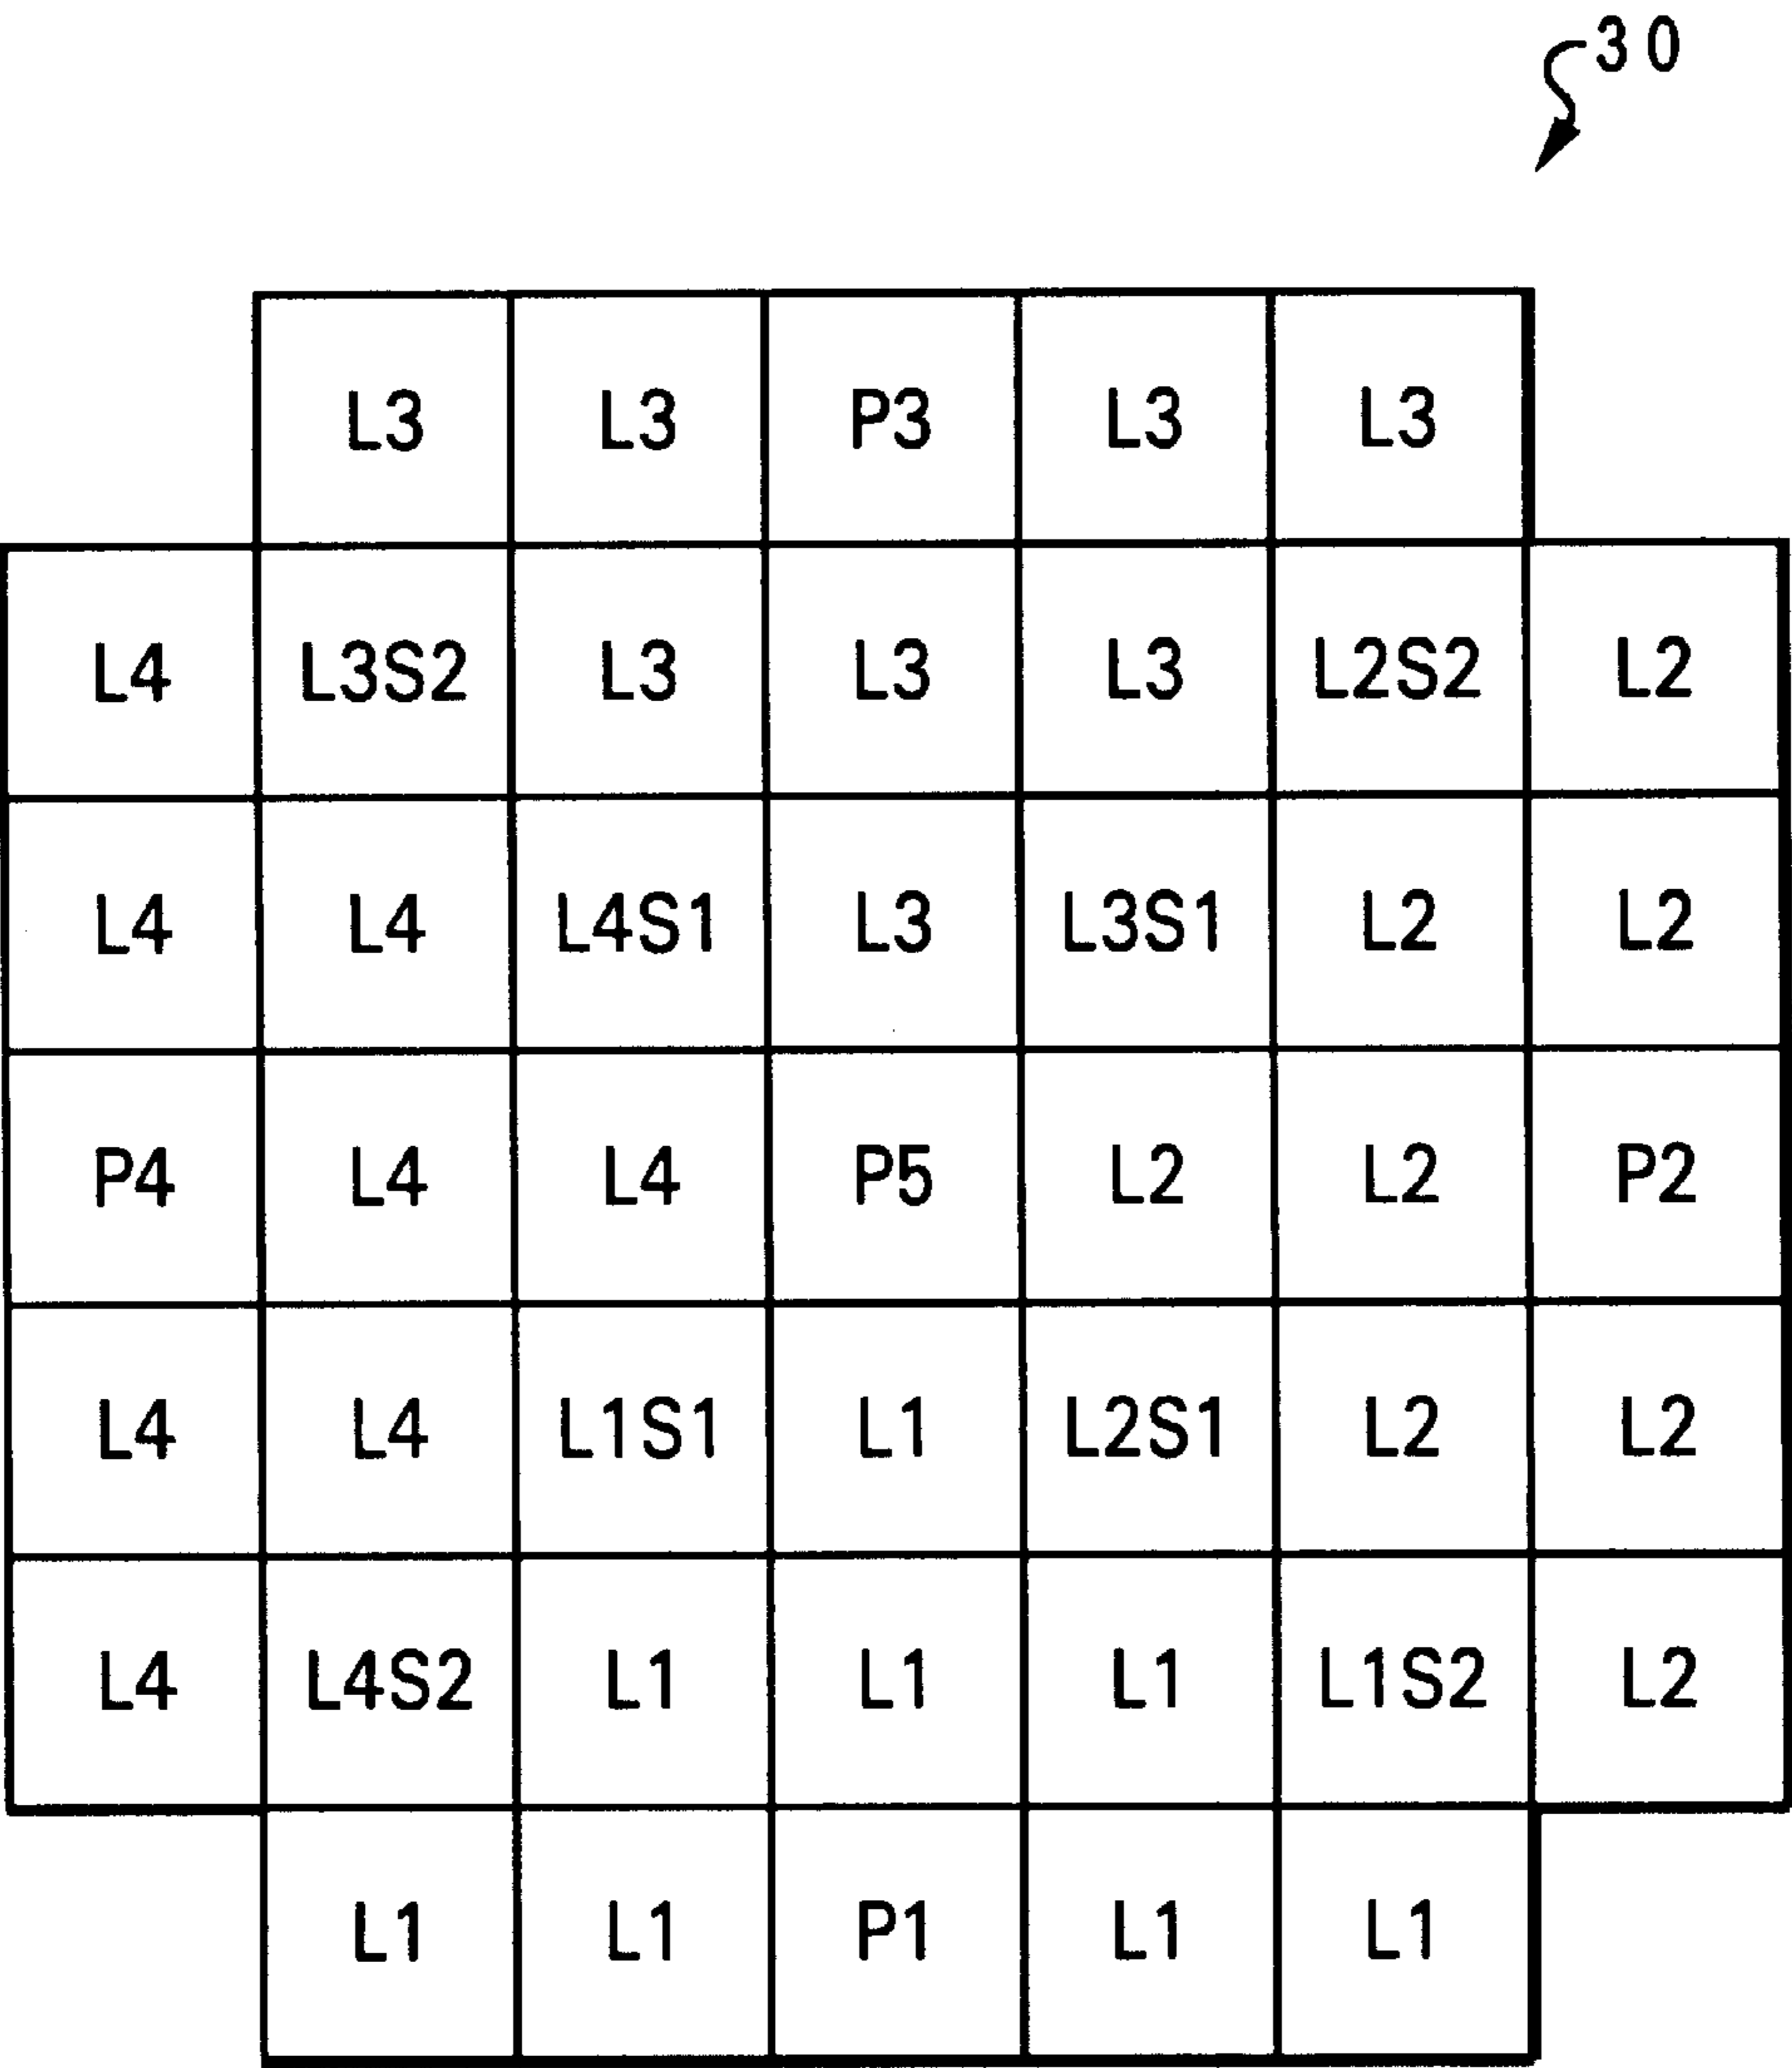 30
L3 L3 P3 L3 L3
L4 L3S2 L3 L3 L3 L2S2 L2
L4 L4 L4S1 L3 L3S1 L2 L2
P4 L4 L4 P5 L2 L2 P2
L4 L4 L1S1 L1 L2S1 L2 L2
L4 L4S2 L1 L1 L1 L1S2 L2
L1 L1 P1 L1 L1